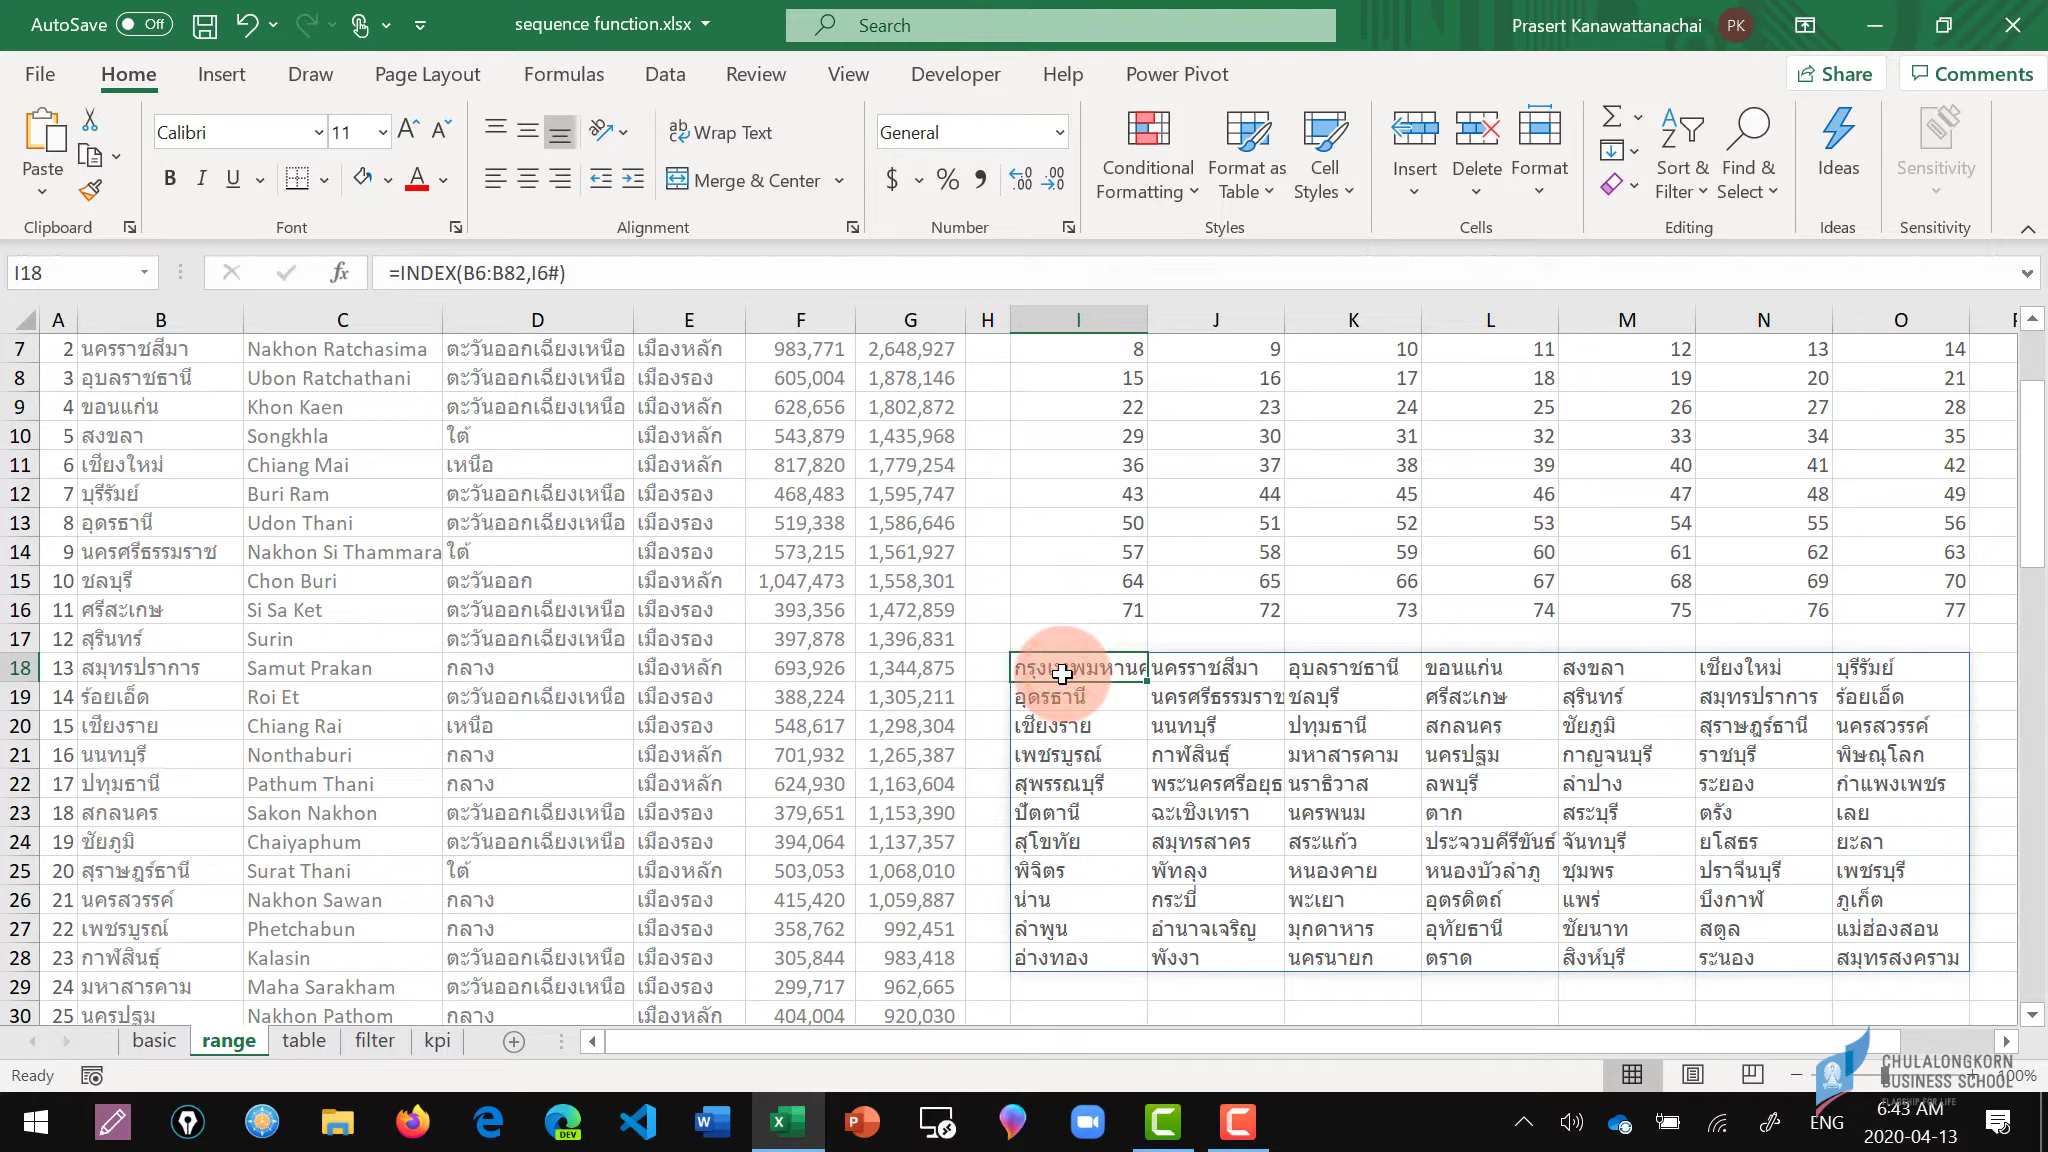 AutoSave Off sequence function.xlsx Search Prasert Kanawattanachai PK
File Home Insert Draw Page Layout Formulas Data Review View Developer Help Power Pivot Share Comments
Paste Calibri 11 Wrap Text General Conditional Formatting Format as Table Cell Styles Insert Delete Format Sort & Filter Find & Select Ideas Sensitivity
B I U Merge & Center $ %
Clipboard Font Alignment Number Styles Cells Editing Ideas Sensitivity
I18 fx =INDEX(B6:B82,I6#)
A B C D E F G H I J K L M N O
7 2 นครราชสีมา Nakhon Ratchasima ตะวันออกเฉียงเหนือ เมืองหลัก 983,771 2,648,927 8 9 10 11 12 13 14
8 3 อุบลราชธานี Ubon Ratchathani ตะวันออกเฉียงเหนือ เมืองรอง 605,004 1,878,146 15 16 17 18 19 20 21
9 4 ขอนแก่น Khon Kaen ตะวันออกเฉียงเหนือ เมืองหลัก 628,656 1,802,872 22 23 24 25 26 27 28
10 5 สงขลา Songkhla ใต้ เมืองหลัก 543,879 1,435,968 29 30 31 32 33 34 35
11 6 เชียงใหม่ Chiang Mai เหนือ เมืองหลัก 817,820 1,779,254 36 37 38 39 40 41 42
12 7 บุรีรัมย์ Buri Ram ตะวันออกเฉียงเหนือ เมืองรอง 468,483 1,595,747 43 44 45 46 47 48 49
13 8 อุดรธานี Udon Thani ตะวันออกเฉียงเหนือ เมืองรอง 519,338 1,586,646 50 51 52 53 54 55 56
14 9 นครศรีธรรมราช Nakhon Si Thammara ใต้ เมืองรอง 573,215 1,561,927 57 58 59 60 61 62 63
15 10 ชลบุรี Chon Buri ตะวันออก เมืองหลัก 1,047,473 1,558,301 64 65 66 67 68 69 70
16 11 ศรีสะเกษ Si Sa Ket ตะวันออกเฉียงเหนือ เมืองรอง 393,356 1,472,859 71 72 73 74 75 76 77
17 12 สุรินทร์ Surin ตะวันออกเฉียงเหนือ เมืองรอง 397,878 1,396,831
18 13 สมุทรปราการ Samut Prakan กลาง เมืองหลัก 693,926 1,344,875 นครราชสีมา อุบลราชธานี ขอนแก่น สงขลา เชียงใหม่ บุรีรัมย์
19 14 ร้อยเอ็ด Roi Et ตะวันออกเฉียงเหนือ เมืองรอง 388,224 1,305,211 อุดรธานี นครศรีธรรมราช ชลบุรี ศรีสะเกษ สุรินทร์ สมุทรปราการ ร้อยเอ็ด
20 15 เชียงราย Chiang Rai เหนือ เมืองรอง 548,617 1,298,304 เชียงราย นนทบุรี ปทุมธานี สกลนคร ชัยภูมิ สุราษฎร์ธานี นครสวรรค์
21 16 นนทบุรี Nonthaburi กลาง เมืองหลัก 701,932 1,265,387 เพชรบูรณ์ กาฬสินธุ์ มหาสารคาม นครปฐม กาญจนบุรี ราชบุรี พิษณุโลก
22 17 ปทุมธานี Pathum Thani กลาง เมืองหลัก 624,930 1,163,604 สุพรรณบุรี พระนครศรีอยุธ นราธิวาส ลพบุรี ลำปาง ระยอง กำแพงเพชร
23 18 สกลนคร Sakon Nakhon ตะวันออกเฉียงเหนือ เมืองรอง 379,651 1,153,390 ปัตตานี ฉะเชิงเทรา นครพนม ตาก สระบุรี ตรัง เลย
24 19 ชัยภูมิ Chaiyaphum ตะวันออกเฉียงเหนือ เมืองรอง 394,064 1,137,357 สุโขทัย สมุทรสาคร สระแก้ว ประจวบคีรีขันธ์ จันทบุรี ยโสธร ยะลา
25 20 สุราษฎร์ธานี Surat Thani ใต้ เมืองหลัก 503,053 1,068,010 พิจิตร พัทลุง หนองคาย หนองบัวลำภู ชุมพร ปราจีนบุรี เพชรบุรี
26 21 นครสวรรค์ Nakhon Sawan กลาง เมืองรอง 415,420 1,059,887 น่าน กระบี่ พะเยา อุตรดิตถ์ แพร่ บึงกาฬ ภูเก็ต
27 22 เพชรบูรณ์ Phetchabun กลาง เมืองรอง 358,762 992,451 ลำพูน อำนาจเจริญ มุกดาหาร อุทัยธานี ชัยนาท สตูล แม่ฮ่องสอน
28 23 กาฬสินธุ์ Kalasin ตะวันออกเฉียงเหนือ เมืองรอง 305,844 983,418 อ่างทอง พังงา นครนายก ตราด สิงห์บุรี ระนอง สมุทรสงคราม
29 24 มหาสารคาม Maha Sarakham ตะวันออกเฉียงเหนือ เมืองรอง 299,717 962,665
30 25 นครปฐม Nakhon Pathom กลาง เมืองหลัก 404,004 920,030
basic range table filter kpi
CHULALONGKORN
BUSINESS SCHOOL
FLAGSHIP FOR LIFE
Ready 100%
ENG 6:43 AM
2020-04-13